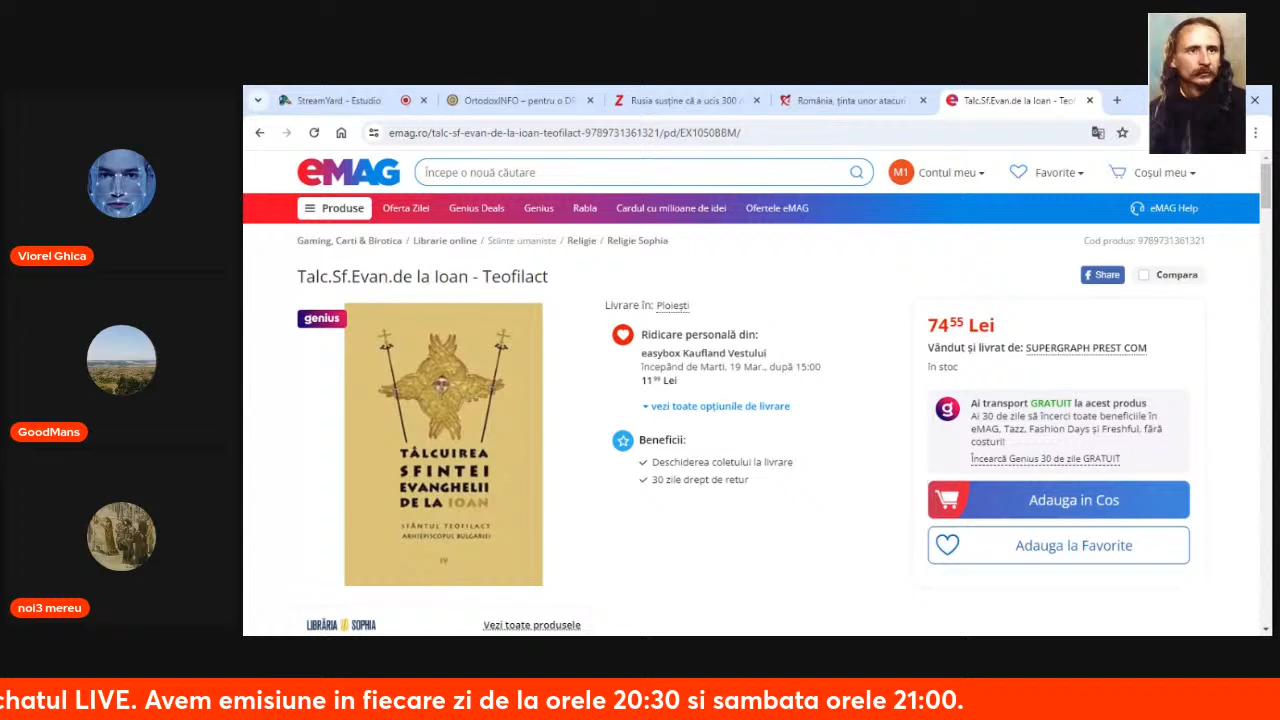 StreamYard - Estudio
OrtodoxINFO – pentru o DR
Rusia susține că a ucis 300
România, ținta unor atacuri
Talc.Sf.Evan.de la Ioan - Teof
emag.ro/talc-sf-evan-de-la-ioan-teofilact-9789731361321/pd/EX1050BBM/
eMAG
Începe o nouă căutare
M1
Contul meu
Favorite
Coșul meu
Produse
Oferta Zilei
Genius Deals
Genius
Rabla
Cardul cu milioane de idei
Ofertele eMAG
eMAG Help
Gaming, Carti & Birotica / Librarie online / Stiinte umaniste / Religie / Religie Sophia
Cod produs: 9789731361321
Talc.Sf.Evan.de la Ioan - Teofilact
Share
Compara
genius
TÂLCUIREA
SFINTEI
EVANGHELII
DE LA IOAN
SFÂNTUL TEOFILACT
ARHIEPISCOPUL BULGARIEI
IV
LIBRĂRIA SOPHIA
Vezi toate produsele
Livrare în: Ploiești
Ridicare personală din:
easybox Kaufland Vestului
începând de Marti, 19 Mar., după 15:00
11⁹⁹ Lei
vezi toate opțiunile de livrare
Beneficii:
Deschiderea coletului la livrare
30 zile drept de retur
74⁵⁵ Lei
Vândut și livrat de: SUPERGRAPH PREST COM
în stoc
g
Ai transport GRATUIT la acest produs
Ai 30 de zile să încerci toate beneficiile în
eMAG, Tazz, Fashion Days și Freshful, fără
costuri!
Încearcă Genius 30 de zile GRATUIT
Adauga in Cos
Adauga la Favorite
Viorel Ghica
GoodMans
noi3 mereu
chatul LIVE. Avem emisiune in fiecare zi de la orele 20:30 si sambata orele 21:00.